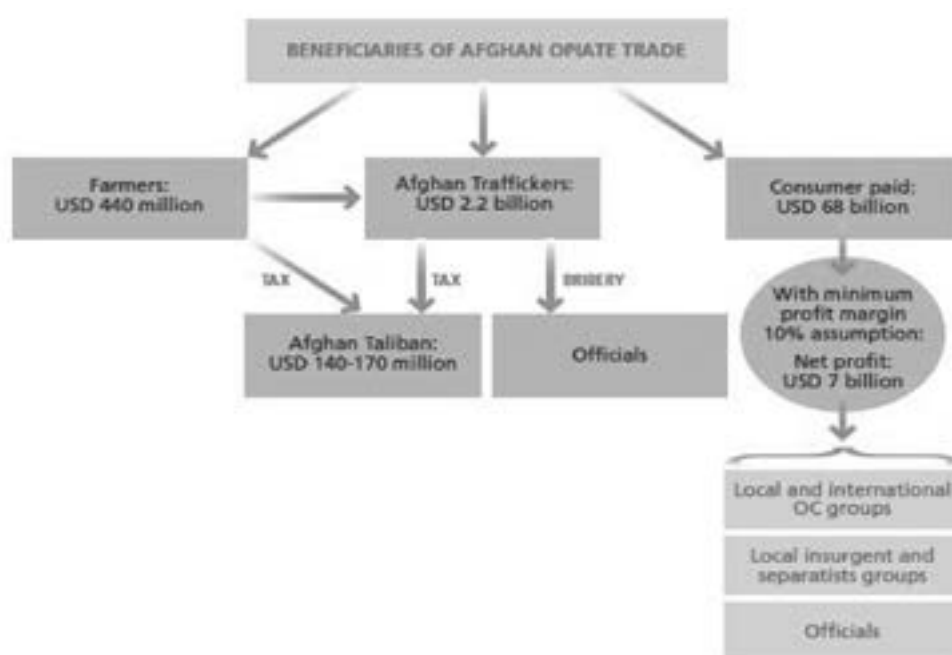 BENEFICIARIES OF AFGHAN OPIATE TRADE
Farmers:
USD 440 million
Afghan Traffickers:
USD 2.2 billion
Consumer paid:
USD 68 billion
TAX
TAX
BRIBERY
Afghan Taliban:
USD 140-170 million
Officials
With minimum
profit margin
10% assumption:
Net profit:
USD 7 billion
Local and international
OC groups
Local insurgent and
separatists groups
Officials